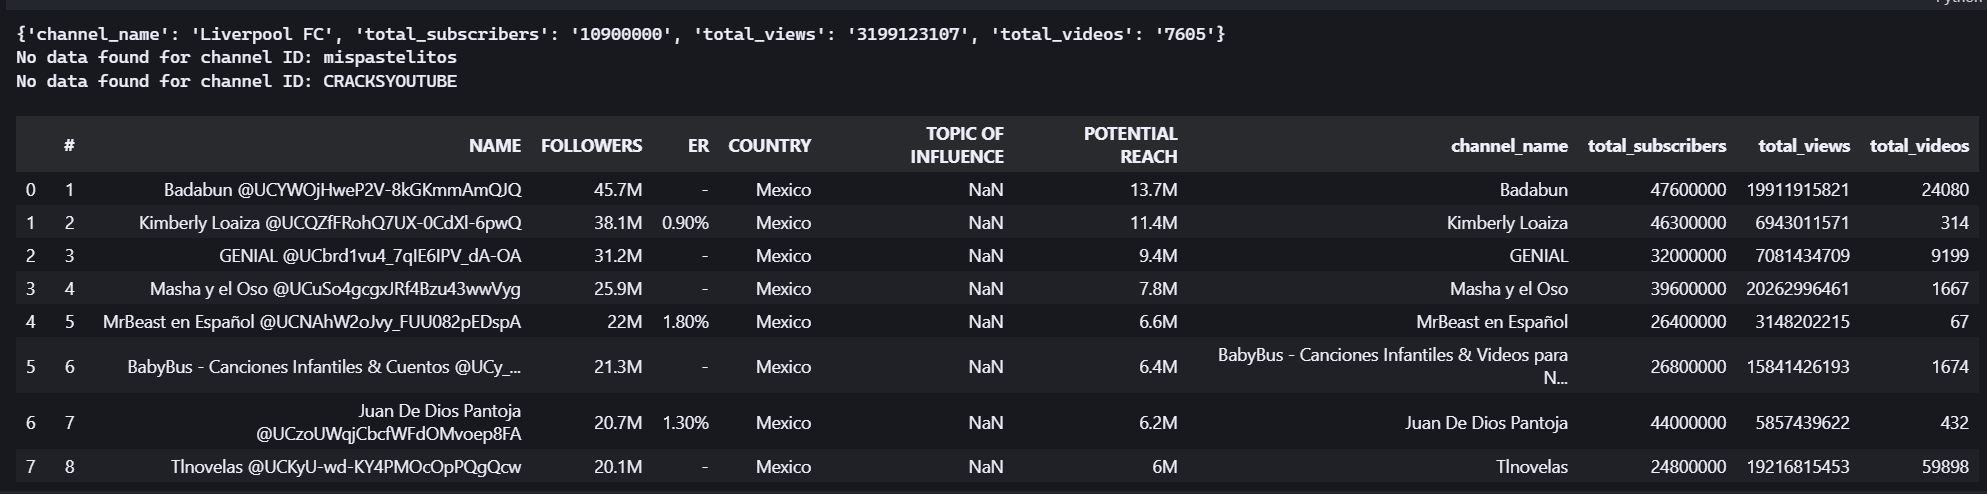 {'channel_name': 'Liverpool FC', 'total_subscribers': '10900000', 'total_views': '3199123107', 'total_videos': '7605'}
No data found for channel ID: mispastelitos
No data found for channel ID: CRACKSYOUTUBE
# NAME FOLLOWERS ER COUNTRY TOPIC OF INFLUENCE POTENTIAL REACH channel_name total_subscribers total_views total_videos
0 1 Badabun @UCYWOjHweP2V-8kGKmmAmQJQ 45.7M - Mexico NaN 13.7M Badabun 47600000 19911915821 24080
1 2 Kimberly Loaiza @UCQZfFRohQ7UX-0CdXl-6pwQ 38.1M 0.90% Mexico NaN 11.4M Kimberly Loaiza 46300000 6943011571 314
2 3 GENIAL @UCbrd1vu4_7qIE6IPV_dA-OA 31.2M - Mexico NaN 9.4M GENIAL 32000000 7081434709 9199
3 4 Masha y el Oso @UCuSo4gcgxJRf4Bzu43wwVyg 25.9M - Mexico NaN 7.8M Masha y el Oso 39600000 20262996461 1667
4 5 MrBeast en Español @UCNAhW2oJvy_FUU082pEDspA 22M 1.80% Mexico NaN 6.6M MrBeast en Español 26400000 3148202215 67
5 6 BabyBus - Canciones Infantiles & Cuentos @UCy_... 21.3M - Mexico NaN 6.4M BabyBus - Canciones Infantiles & Videos para N... 26800000 15841426193 1674
6 7 Juan De Dios Pantoja @UCzoUWqjCbcfWFdOMvoep8FA 20.7M 1.30% Mexico NaN 6.2M Juan De Dios Pantoja 44000000 5857439622 432
7 8 Tlnovelas @UCKyU-wd-KY4PMOcOpPQgQcw 20.1M - Mexico NaN 6M Tlnovelas 24800000 19216815453 59898